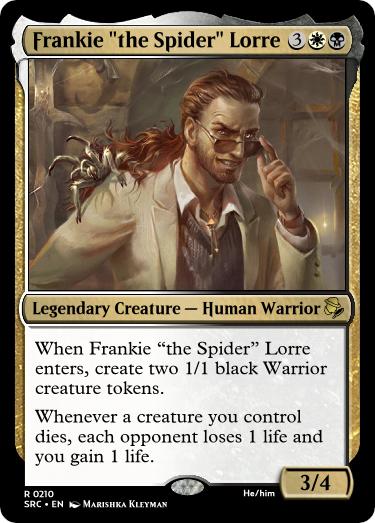 Frankie "the Spider" Lorre 3
Legendary Creature — Human Warrior
When Frankie “the Spider” Lorre
enters, create two 1/1 black Warrior
creature tokens.
Whenever a creature you control
dies, each opponent loses 1 life and
you gain 1 life.
3/4
R 0210
SRC • EN Marishka Kleyman
He/him